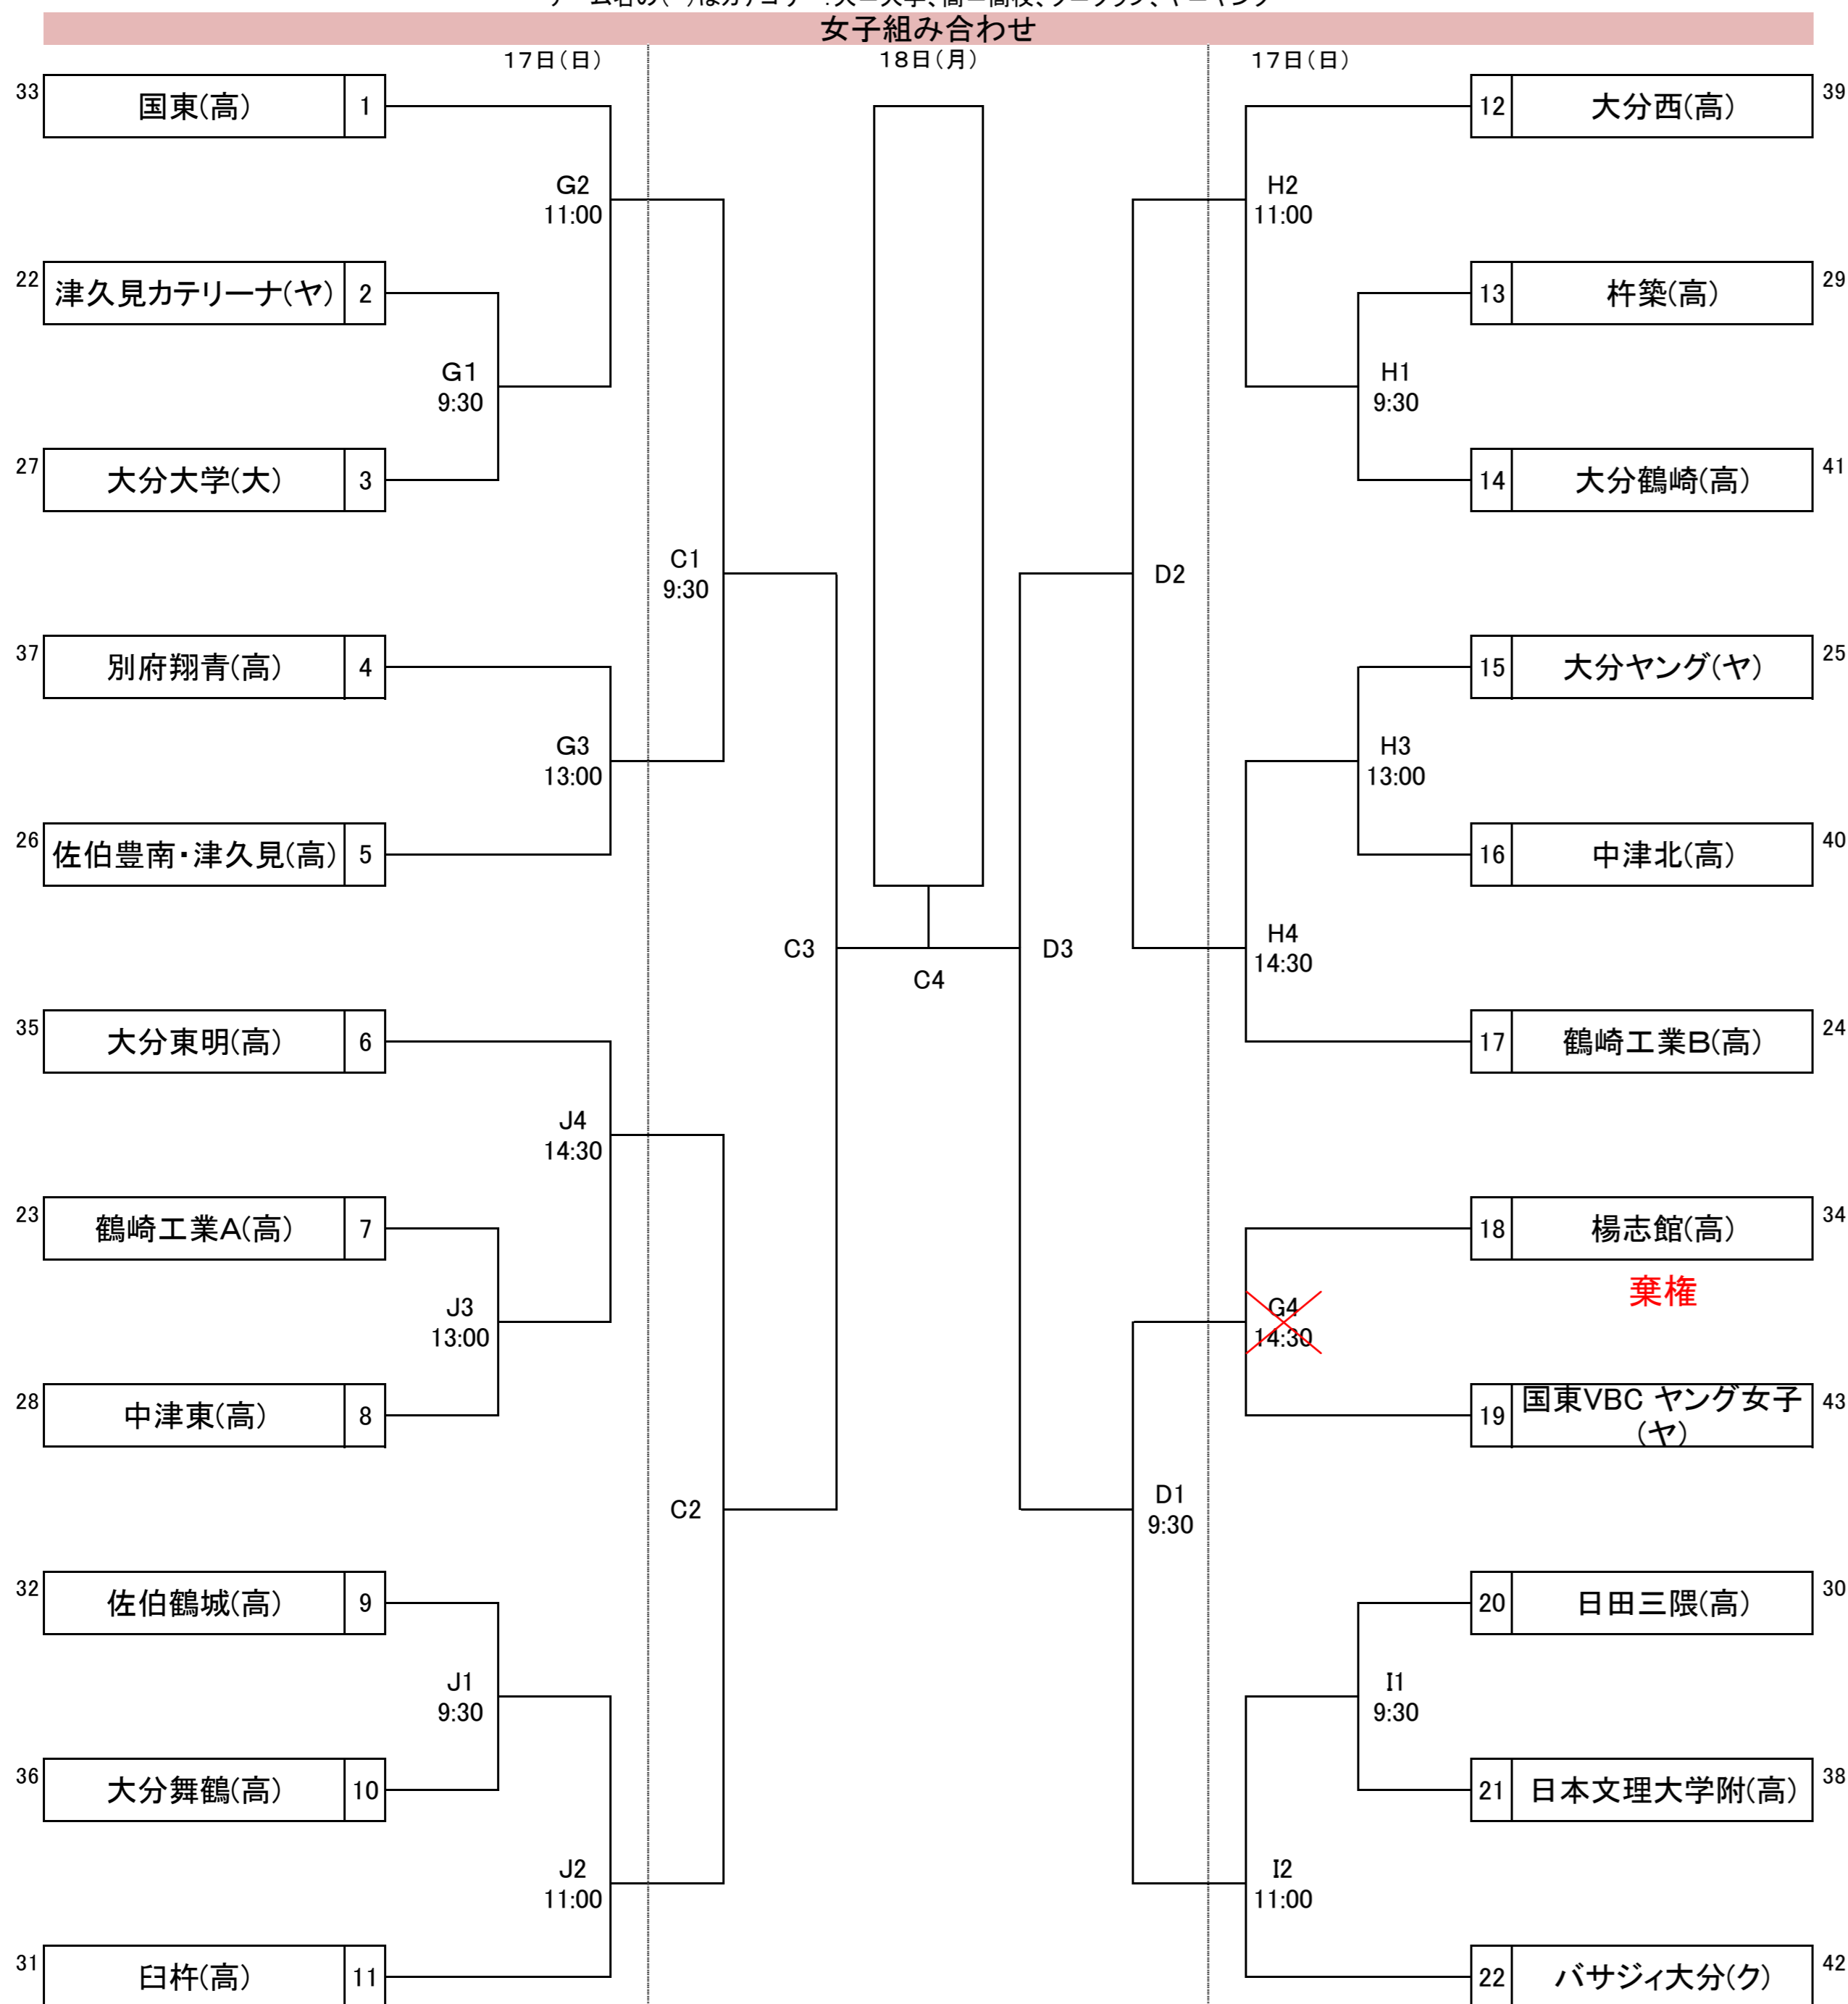 女子組み合わせ
17日(日)
18日(月)
17日(日)
33 国東(高) 1
G2
11:00
22 津久見カテリーナ(ヤ) 2
G1
9:30
27 大分大学(大) 3
C1
9:30
37 別府翔青(高) 4
G3
13:00
26 佐伯豊南・津久見(高) 5
C3
35 大分東明(高) 6
J4
14:30
23 鶴崎工業A(高) 7
J3
13:00
28 中津東(高) 8
C2
32 佐伯鶴城(高) 9
J1
9:30
36 大分舞鶴(高) 10
J2
11:00
31 臼杵(高) 11
C4
12 大分西(高) 39
H2
11:00
13 杵築(高) 29
H1
9:30
14 大分鶴崎(高) 41
D2
15 大分ヤング(ヤ) 25
H3
13:00
16 中津北(高) 40
H4
14:30
D3
17 鶴崎工業B(高) 24
18 楊志館(高) 34
棄権
G4
14:30
19 国東VBC ヤング女子
(ヤ) 43
D1
9:30
20 日田三隈(高) 30
I1
9:30
21 日本文理大学附(高) 38
I2
11:00
22 バサジィ大分(ク) 42